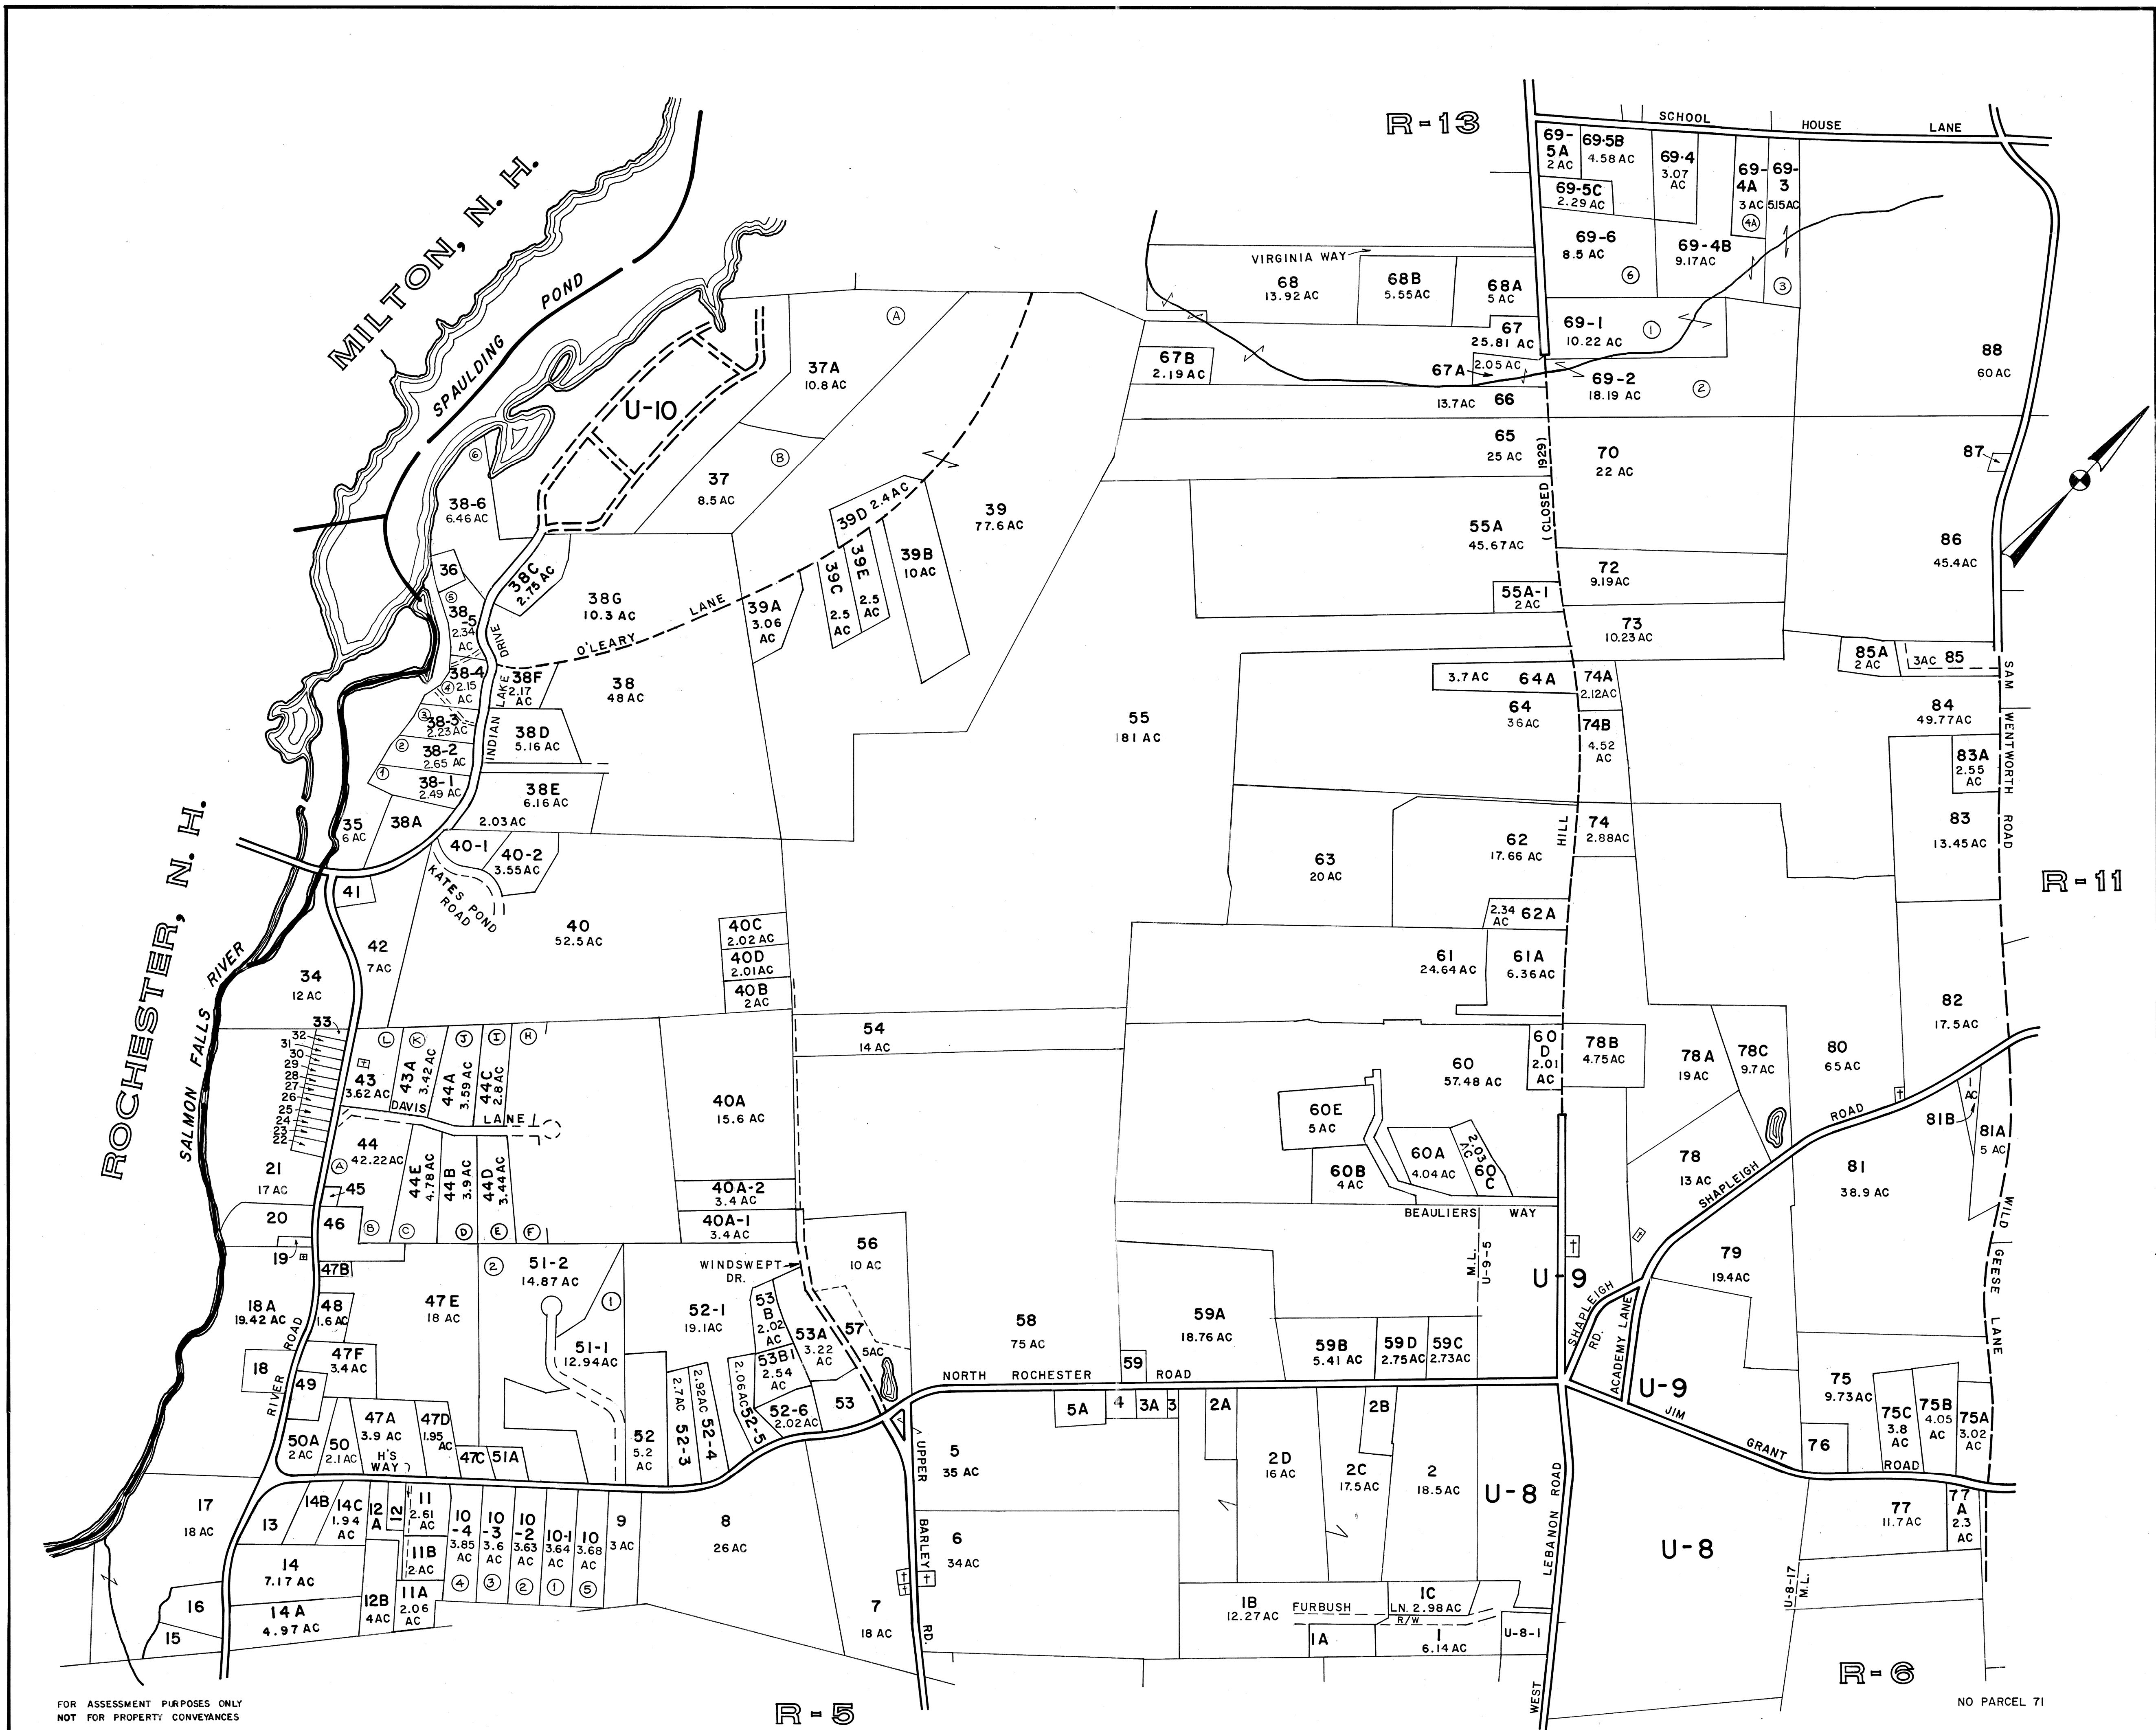 R-13
SCHOOL HOUSE LANE
MILTON, N. H.
SPAULDING POND
69-
5A
2 AC
69-5B
4.58 AC
69-4
3.07
AC
69-
4A
3 AC
4A
69-
3
5.15 AC
3
69-5C
2.29 AC
69-6
8.5 AC
6
69-4B
9.17 AC
VIRGINIA WAY
68
13.92 AC
68B
5.55 AC
68A
5 AC
67
25.81 AC
69-1
10.22 AC
1
67B
2.19 AC
67A
2.05 AC
69-2
18.19 AC
2
13.7 AC 66
88
60 AC
A
37A
10.8 AC
U-10
B
37
8.5 AC
6
38-6
6.46 AC
39D 2.4 AC
39
77.6 AC
65
25 AC
(CLOSED 1929)
70
22 AC
87
55A
45.67 AC
86
45.4 AC
72
9.19 AC
55A-1
2 AC
73
10.23 AC
36
5
38
-5
2.34
AC
38C
2.75 AC
38G
10.3 AC
O'LEARY LANE
39A
3.06
AC
39C
2.5
AC
39E
2.5
AC
39B
10 AC
INDIAN LAKE DRIVE
38-4
4
2.15
AC
38F
2.17
AC
38
48 AC
3
38-3
2.23 AC
2
38-2
2.65 AC
38D
5.16 AC
1
38-1
2.49 AC
38E
6.16 AC
35
6 AC
38A
2.03 AC
85A
2 AC
3 AC 85
3.7 AC 64A
74A
2.12 AC
64
36 AC
74B
4.52
AC
84
49.77 AC
SAM WENTWORTH ROAD
55
181 AC
83A
2.55
AC
83
13.45 AC
HILL
74
2.88 AC
62
17.66 AC
63
20 AC
R-11
ROCHESTER, N. H.
40-1
40-2
3.55 AC
KATES POND
ROAD
41
42
7 AC
40
52.5 AC
40C
2.02 AC
40D
2.01 AC
40B
2 AC
2.34
AC
62A
61
24.64 AC
61A
6.36 AC
SALMON FALLS RIVER
34
12 AC
82
17.5 AC
33
32
31
30
29
28
27
26
25
24
23
22
L
K
J
I
H
43
3.62 AC
43A
3.42 AC
44A
3.59 AC
44C
2.8 AC
DAVIS LANE
54
14 AC
60
57.48 AC
60
D
2.01
AC
78B
4.75 AC
78A
19 AC
78C
9.7 AC
80
65 AC
40A
15.6 AC
60E
5 AC
44
42.22 AC
A
44E
4.78 AC
44B
3.9 AC
44D
3.44 AC
B
C
D
E
F
21
17 AC
45
46
20
19
60A
4.04 AC
2.03
AC
60
C
60B
4 AC
1
AC
81B
81A
5 AC
78
13 AC
SHAPLEIGH ROAD
81
38.9 AC
40A-2
3.4 AC
40A-1
3.4 AC
BEAULIERS WAY
56
10 AC
M.L.
U-9-5
U-9
79
19.4 AC
WILD GEESE LANE
47B
2
51-2
14.87 AC
WINDSWEPT
DR.
18A
19.42 AC
48
1.6 AC
47E
18 AC
1
52-1
19.1 AC
53
B
2.02
AC
53A
3.22
AC
57
5 AC
58
75 AC
59A
18.76 AC
SHAPLEIGH
RD.
ACADEMY LANE
59B
5.41 AC
59D
2.75 AC
59C
2.73 AC
59
51-1
12.94 AC
53B1
2.54
AC
RIVER ROAD
18
47F
3.4 AC
49
NORTH ROCHESTER ROAD
U-9
75
9.73 AC
75C
3.8
AC
75B
4.05
AC
75A
3.02
AC
2.7 AC
52-3
2.92 AC
52-4
2.06 AC
52-5
52-6
2.02 AC
53
5A
4
3A
3
2A
2B
JIM GRANT ROAD
76
50A
2 AC
50
2.1 AC
47A
3.9 AC
H'S
WAY
47D
1.95
AC
47C
51A
52
5.2
AC
UPPER BARLEY RD.
5
35 AC
2D
16 AC
2C
17.5 AC
2
18.5 AC
U-8
WEST LEBANON ROAD
77
11.7 AC
77
A
2.3
AC
17
18 AC
13
14B
14C
1.94
AC
12
A
12
11
2.61
AC
10
-4
3.85
AC
4
10
-3
3.6
AC
3
10
-2
3.63
AC
2
10-1
3.64
AC
1
10
3.68
AC
5
9
3 AC
8
26 AC
6
34 AC
U-8
11B
2 AC
14
7.17 AC
11A
2.06
AC
12B
4 AC
16
15
14 A
4.97 AC
7
18 AC
1B
12.27 AC
FURBUSH LN.
1C
2.98 AC
R/W
1A
1
6.14 AC
U-8-1
U-8-17
M.L.
R-6
R-5
FOR ASSESSMENT PURPOSES ONLY
NOT FOR PROPERTY CONVEYANCES
NO PARCEL 71